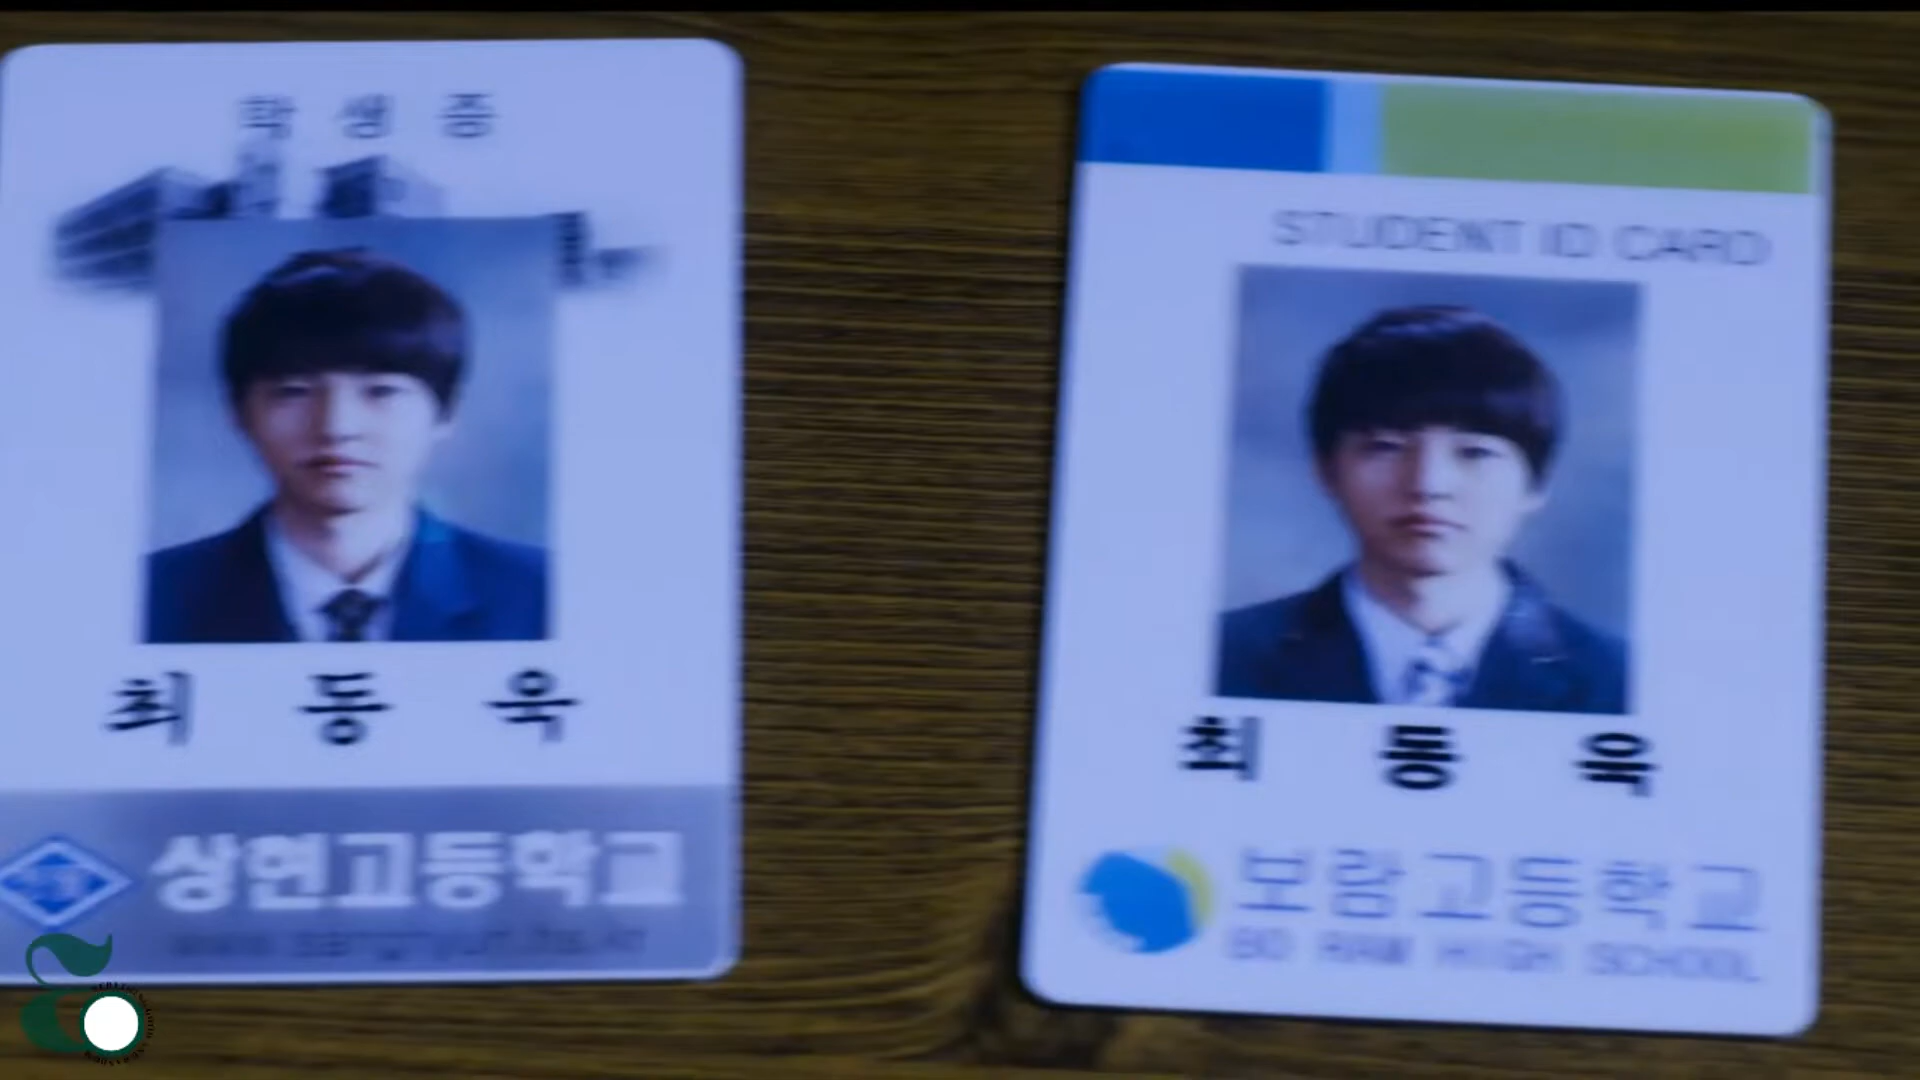 학 생 증
최 동 욱
상현고등학교
STUDENT ID CARD
최 동 욱
보람고등학교
BO RAM HIGH SCHOOL